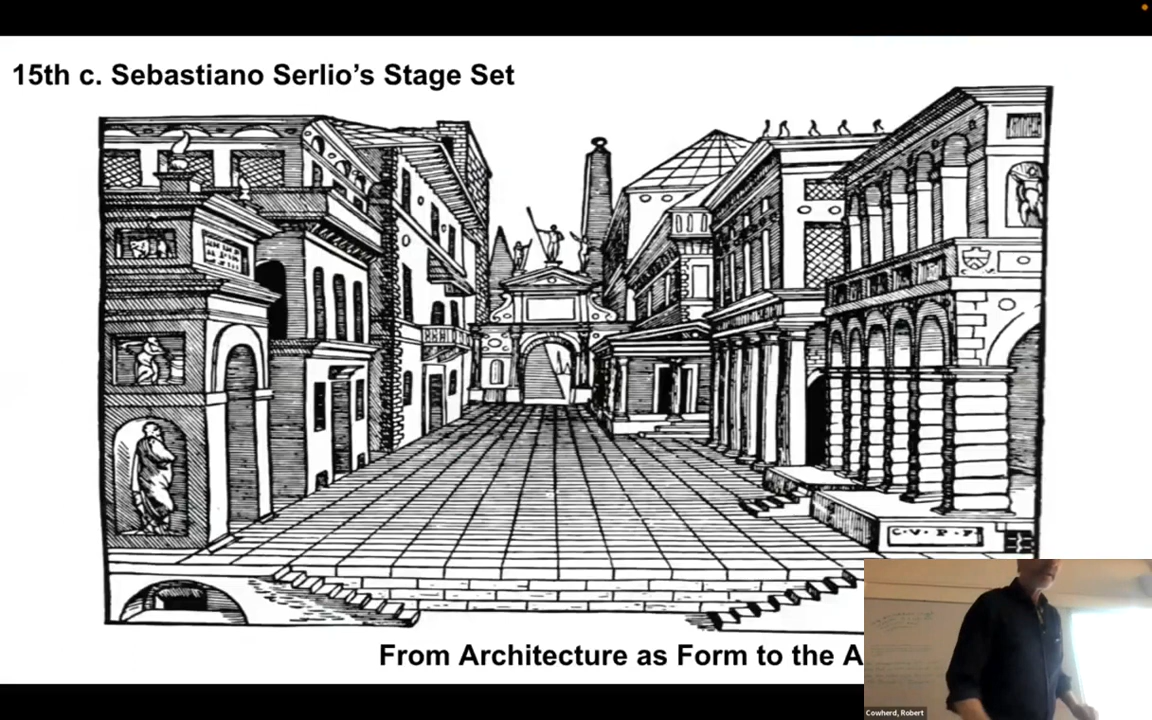 15th c. Sebastiano Serlio's Stage Set
C. V. P. P.
From Architecture as Form to the A
Cowherd, Robert